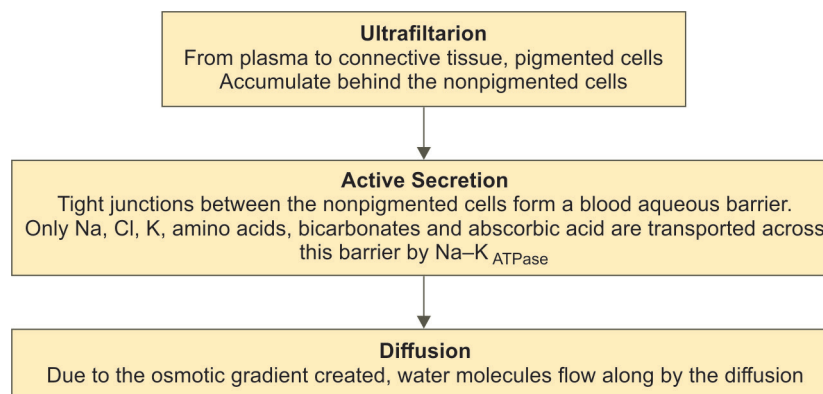 Ultrafiltarion
From plasma to connective tissue, pigmented cells
Accumulate behind the nonpigmented cells
Active Secretion
Tight junctions between the nonpigmented cells form a blood aqueous barrier.
Only Na, Cl, K, amino acids, bicarbonates and abscorbic acid are transported across
this barrier by Na–K ATPase
Diffusion
Due to the osmotic gradient created, water molecules flow along by the diffusion